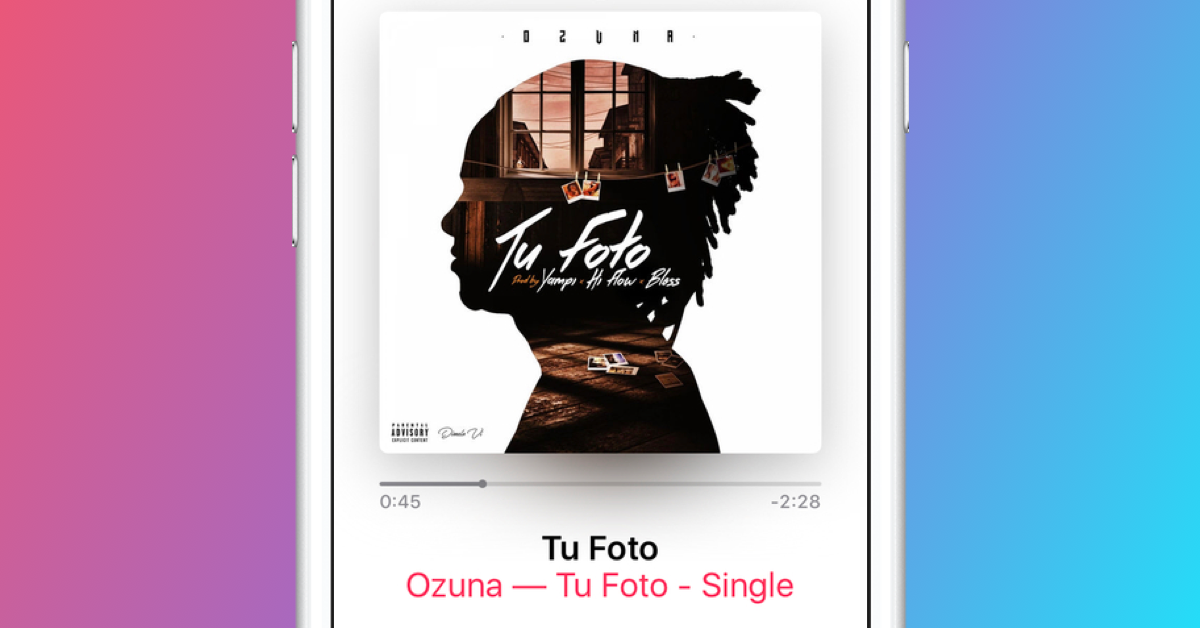 · O Z U N A ·
Tu Foto
Prod by Yampi x Hi Flow x Bless
PARENTAL
ADVISORY
EXPLICIT CONTENT
Dimelo Vi
0:45 -2:28
Tu Foto
Ozuna — Tu Foto - Single